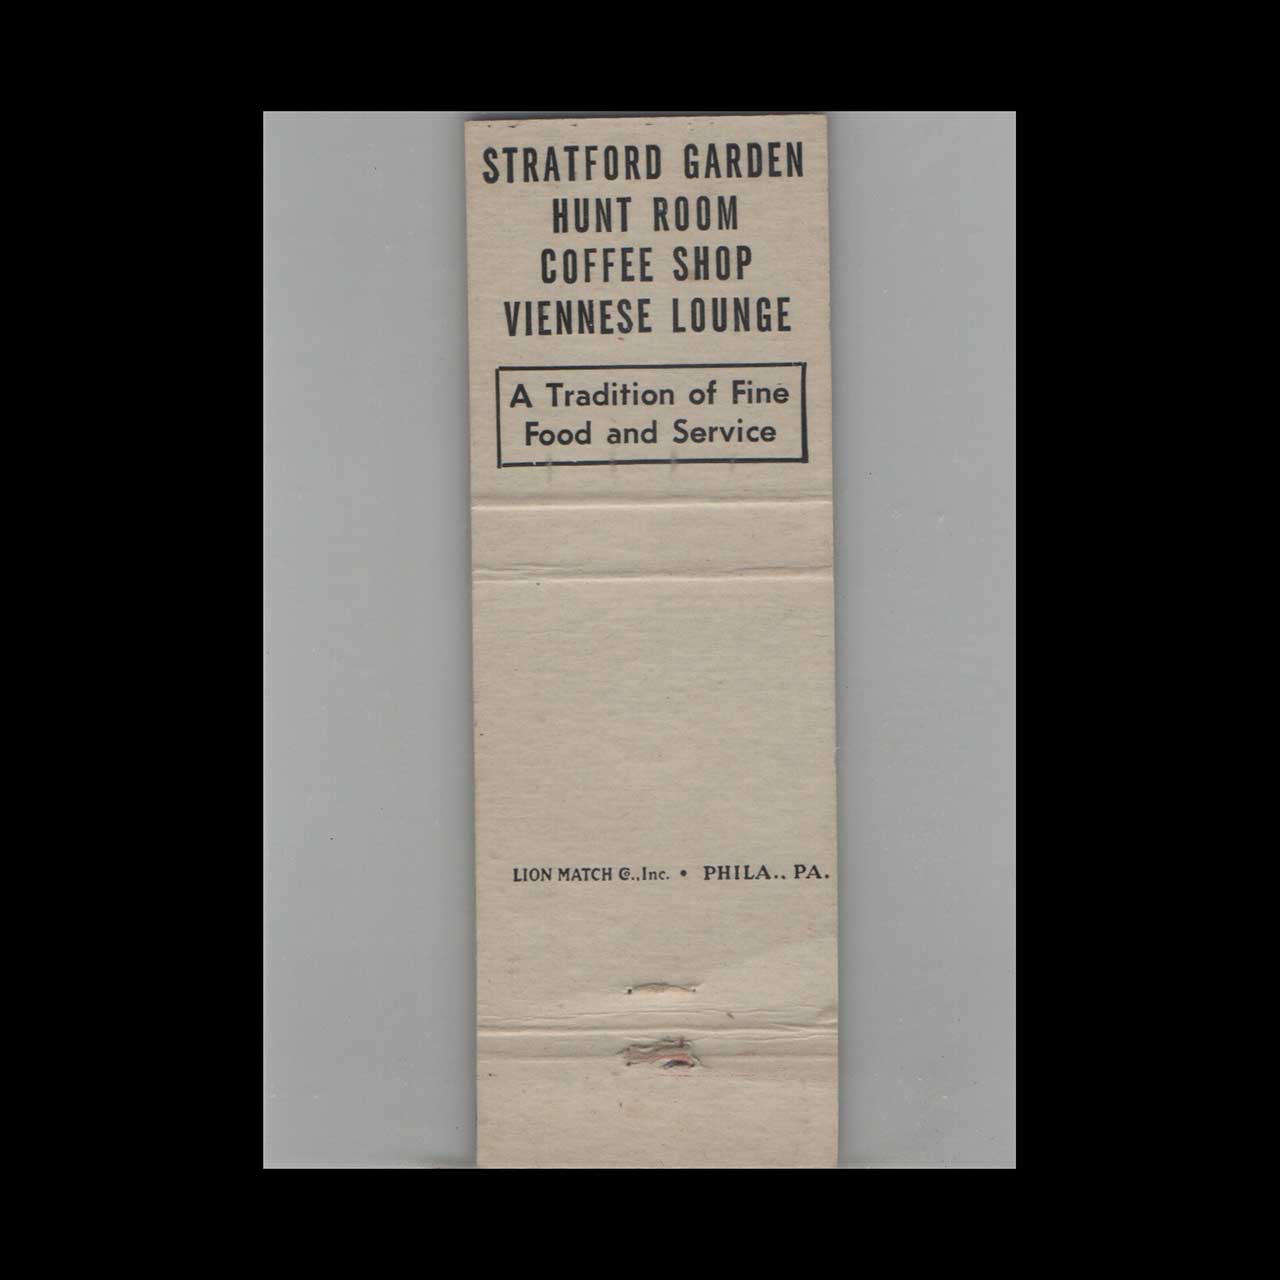 STRATFORD GARDEN
HUNT ROOM
COFFEE SHOP
VIENNESE LOUNGE
A Tradition of Fine
Food and Service
LION MATCH Co., Inc. • PHILA., PA.